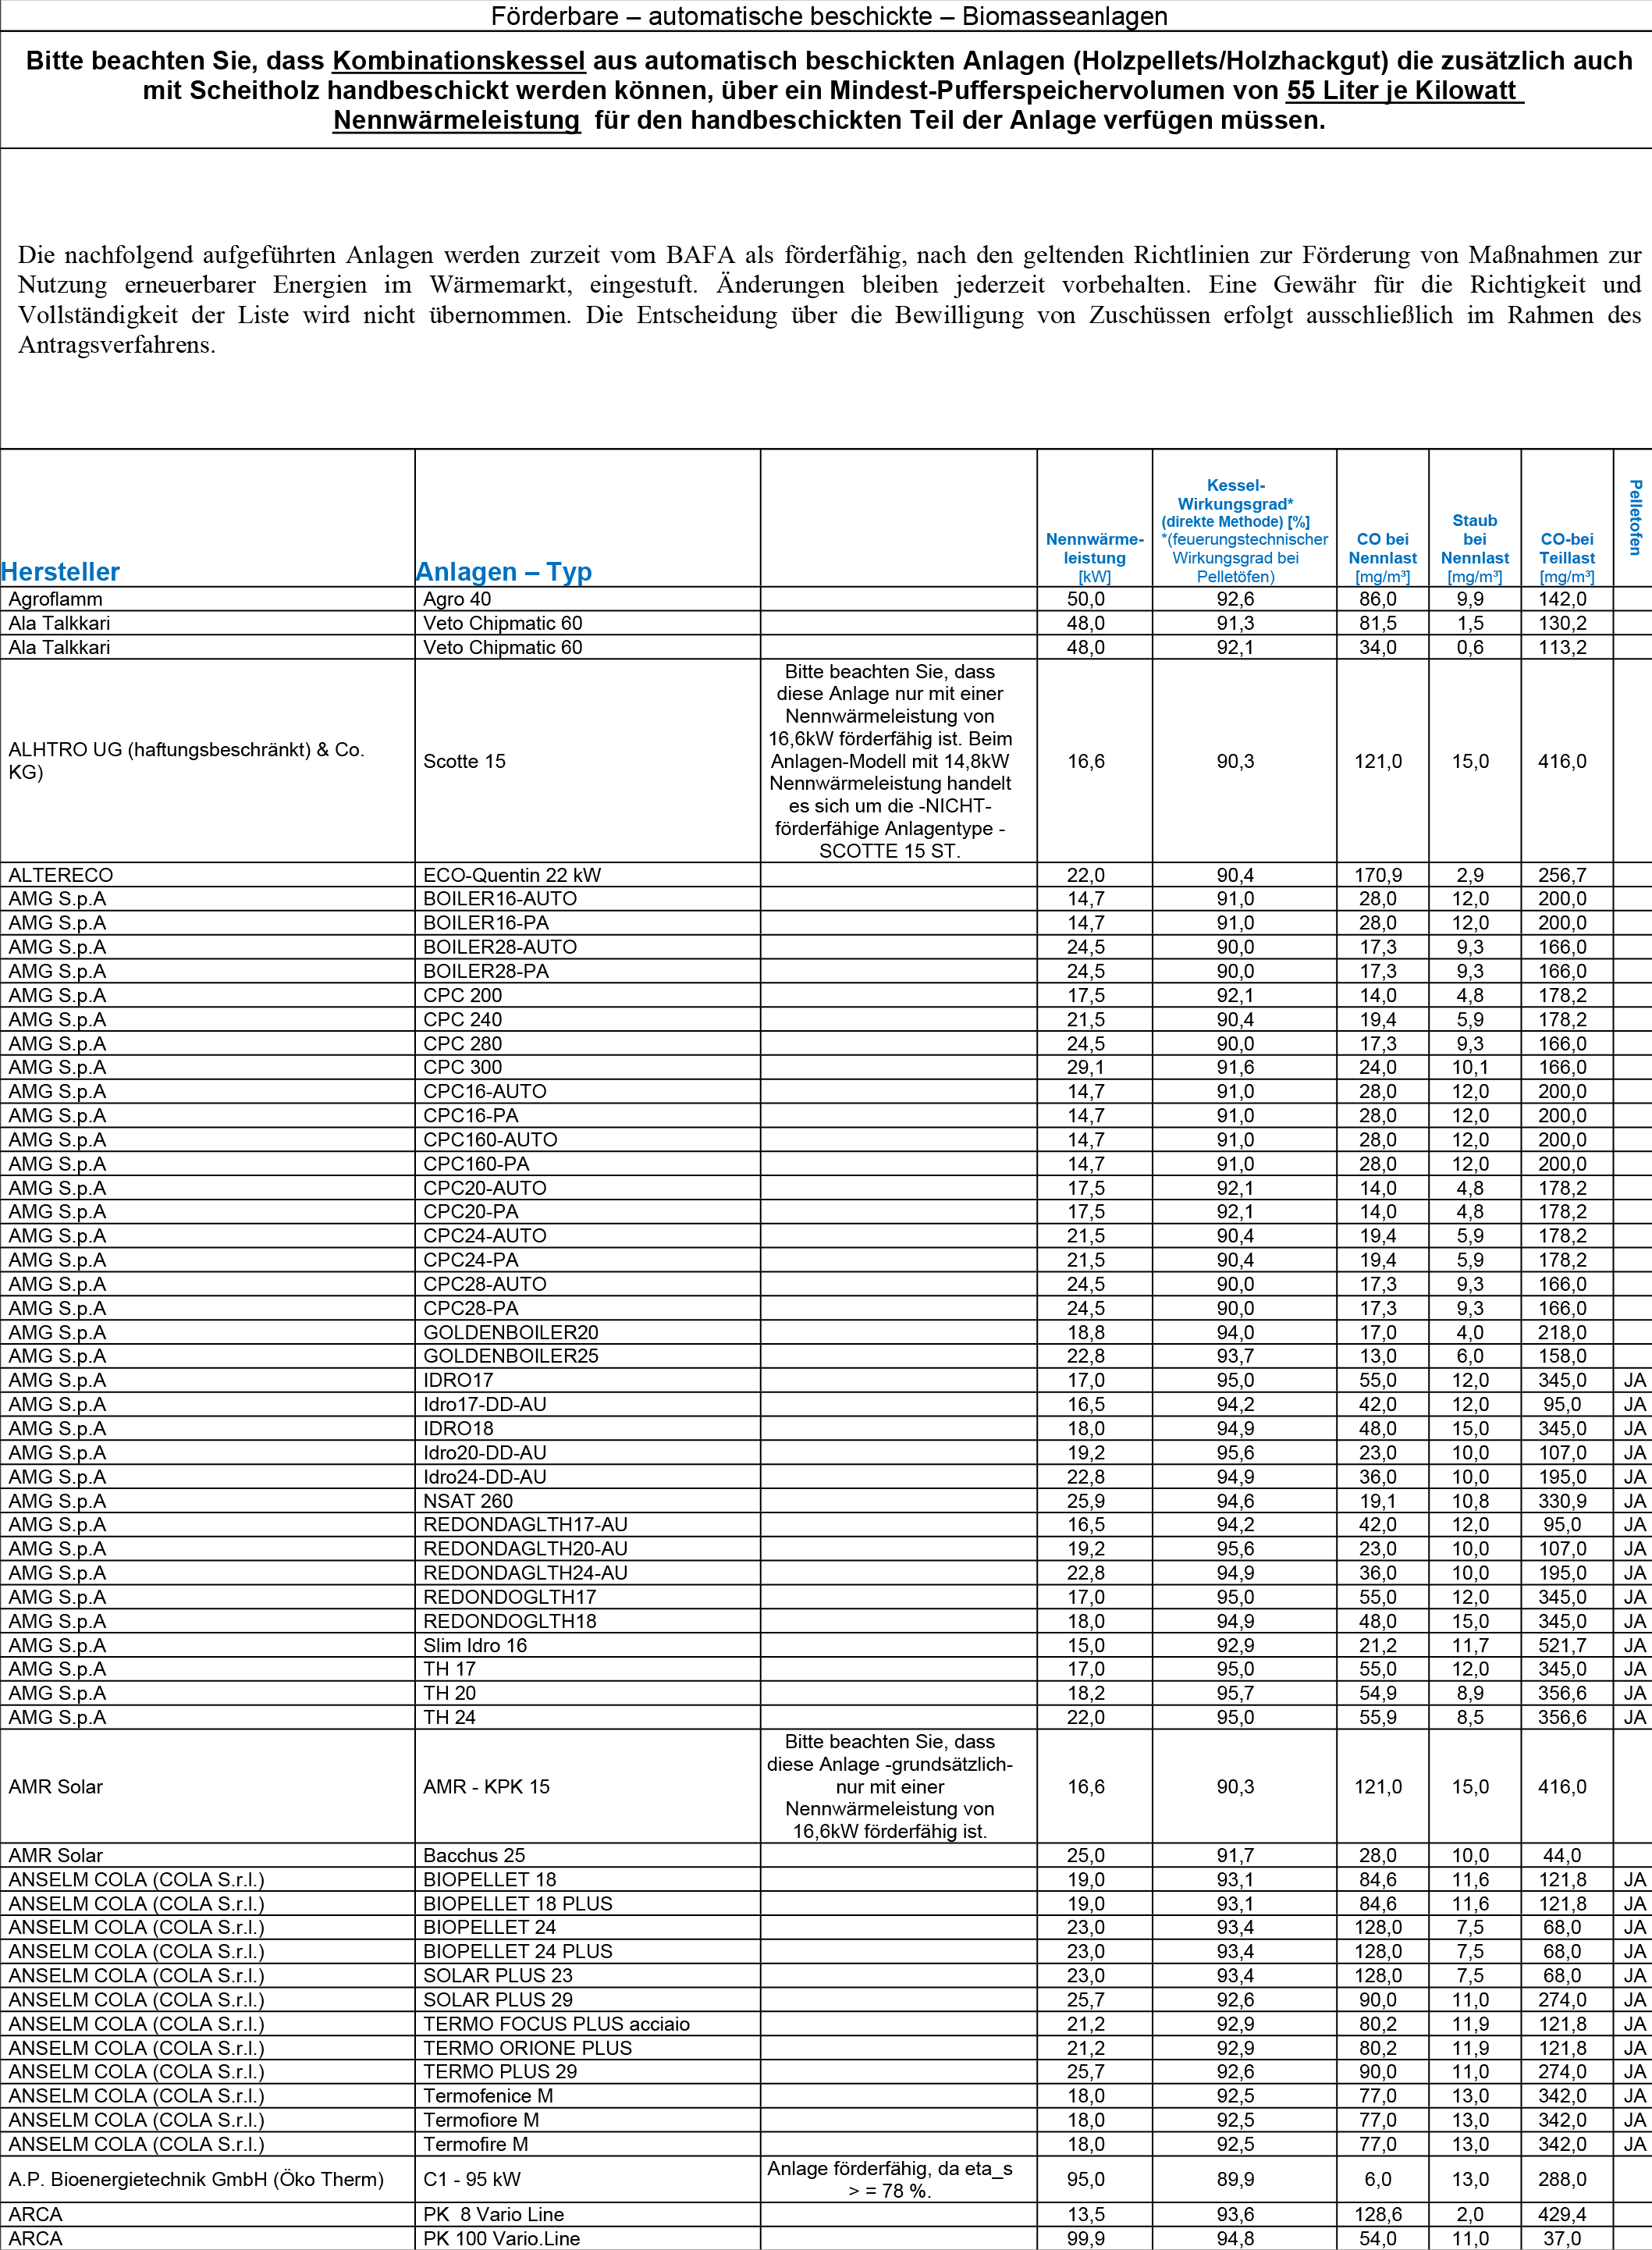 Förderbare – automatische beschickte – Biomasseanlagen
Bitte beachten Sie, dass Kombinationskessel aus automatisch beschickten Anlagen (Holzpellets/Holzhackgut) die zusätzlich auch
mit Scheitholz handbeschickt werden können, über ein Mindest-Pufferspeichervolumen von 55 Liter je Kilowatt
Nennwärmeleistung für den handbeschickten Teil der Anlage verfügen müssen.
Die nachfolgend aufgeführten Anlagen werden zurzeit vom BAFA als förderfähig, nach den geltenden Richtlinien zur Förderung von Maßnahmen zur
Nutzung erneuerbarer Energien im Wärmemarkt, eingestuft. Änderungen bleiben jederzeit vorbehalten. Eine Gewähr für die Richtigkeit und
Vollständigkeit der Liste wird nicht übernommen. Die Entscheidung über die Bewilligung von Zuschüssen erfolgt ausschließlich im Rahmen des
Antragsverfahrens.
Hersteller
Anlagen – Typ
Nennwärme-
leistung
[kW]
Kessel-
Wirkungsgrad*
(direkte Methode) [%]
*(feuerungstechnischer
Wirkungsgrad bei
Pelletöfen)
CO bei
Nennlast
[mg/m³]
Staub
bei
Nennlast
[mg/m³]
CO-bei
Teillast
[mg/m³]
Pelletofen
Agroflamm Agro 40 50,0 92,6 86,0 9,9 142,0
Ala Talkkari Veto Chipmatic 60 48,0 91,3 81,5 1,5 130,2
Ala Talkkari Veto Chipmatic 60 48,0 92,1 34,0 0,6 113,2
ALHTRO UG (haftungsbeschränkt) & Co.
KG)
Scotte 15
Bitte beachten Sie, dass
diese Anlage nur mit einer
Nennwärmeleistung von
16,6kW förderfähig ist. Beim
Anlagen-Modell mit 14,8kW
Nennwärmeleistung handelt
es sich um die -NICHT-
förderfähige Anlagentype -
SCOTTE 15 ST.
16,6 90,3 121,0 15,0 416,0
ALTERECO ECO-Quentin 22 kW 22,0 90,4 170,9 2,9 256,7
AMG S.p.A BOILER16-AUTO 14,7 91,0 28,0 12,0 200,0
AMG S.p.A BOILER16-PA 14,7 91,0 28,0 12,0 200,0
AMG S.p.A BOILER28-AUTO 24,5 90,0 17,3 9,3 166,0
AMG S.p.A BOILER28-PA 24,5 90,0 17,3 9,3 166,0
AMG S.p.A CPC 200 17,5 92,1 14,0 4,8 178,2
AMG S.p.A CPC 240 21,5 90,4 19,4 5,9 178,2
AMG S.p.A CPC 280 24,5 90,0 17,3 9,3 166,0
AMG S.p.A CPC 300 29,1 91,6 24,0 10,1 166,0
AMG S.p.A CPC16-AUTO 14,7 91,0 28,0 12,0 200,0
AMG S.p.A CPC16-PA 14,7 91,0 28,0 12,0 200,0
AMG S.p.A CPC160-AUTO 14,7 91,0 28,0 12,0 200,0
AMG S.p.A CPC160-PA 14,7 91,0 28,0 12,0 200,0
AMG S.p.A CPC20-AUTO 17,5 92,1 14,0 4,8 178,2
AMG S.p.A CPC20-PA 17,5 92,1 14,0 4,8 178,2
AMG S.p.A CPC24-AUTO 21,5 90,4 19,4 5,9 178,2
AMG S.p.A CPC24-PA 21,5 90,4 19,4 5,9 178,2
AMG S.p.A CPC28-AUTO 24,5 90,0 17,3 9,3 166,0
AMG S.p.A CPC28-PA 24,5 90,0 17,3 9,3 166,0
AMG S.p.A GOLDENBOILER20 18,8 94,0 17,0 4,0 218,0
AMG S.p.A GOLDENBOILER25 22,8 93,7 13,0 6,0 158,0
AMG S.p.A IDRO17 17,0 95,0 55,0 12,0 345,0 JA
AMG S.p.A Idro17-DD-AU 16,5 94,2 42,0 12,0 95,0 JA
AMG S.p.A IDRO18 18,0 94,9 48,0 15,0 345,0 JA
AMG S.p.A Idro20-DD-AU 19,2 95,6 23,0 10,0 107,0 JA
AMG S.p.A Idro24-DD-AU 22,8 94,9 36,0 10,0 195,0 JA
AMG S.p.A NSAT 260 25,9 94,6 19,1 10,8 330,9 JA
AMG S.p.A REDONDAGLTH17-AU 16,5 94,2 42,0 12,0 95,0 JA
AMG S.p.A REDONDAGLTH20-AU 19,2 95,6 23,0 10,0 107,0 JA
AMG S.p.A REDONDAGLTH24-AU 22,8 94,9 36,0 10,0 195,0 JA
AMG S.p.A REDONDOGLTH17 17,0 95,0 55,0 12,0 345,0 JA
AMG S.p.A REDONDOGLTH18 18,0 94,9 48,0 15,0 345,0 JA
AMG S.p.A Slim Idro 16 15,0 92,9 21,2 11,7 521,7 JA
AMG S.p.A TH 17 17,0 95,0 55,0 12,0 345,0 JA
AMG S.p.A TH 20 18,2 95,7 54,9 8,9 356,6 JA
AMG S.p.A TH 24 22,0 95,0 55,9 8,5 356,6 JA
AMR Solar
AMR - KPK 15
Bitte beachten Sie, dass
diese Anlage -grundsätzlich-
nur mit einer
Nennwärmeleistung von
16,6kW förderfähig ist.
16,6 90,3 121,0 15,0 416,0
AMR Solar Bacchus 25 25,0 91,7 28,0 10,0 44,0
ANSELM COLA (COLA S.r.l.) BIOPELLET 18 19,0 93,1 84,6 11,6 121,8 JA
ANSELM COLA (COLA S.r.l.) BIOPELLET 18 PLUS 19,0 93,1 84,6 11,6 121,8 JA
ANSELM COLA (COLA S.r.l.) BIOPELLET 24 23,0 93,4 128,0 7,5 68,0 JA
ANSELM COLA (COLA S.r.l.) BIOPELLET 24 PLUS 23,0 93,4 128,0 7,5 68,0 JA
ANSELM COLA (COLA S.r.l.) SOLAR PLUS 23 23,0 93,4 128,0 7,5 68,0 JA
ANSELM COLA (COLA S.r.l.) SOLAR PLUS 29 25,7 92,6 90,0 11,0 274,0 JA
ANSELM COLA (COLA S.r.l.) TERMO FOCUS PLUS acciaio 21,2 92,9 80,2 11,9 121,8 JA
ANSELM COLA (COLA S.r.l.) TERMO ORIONE PLUS 21,2 92,9 80,2 11,9 121,8 JA
ANSELM COLA (COLA S.r.l.) TERMO PLUS 29 25,7 92,6 90,0 11,0 274,0 JA
ANSELM COLA (COLA S.r.l.) Termofenice M 18,0 92,5 77,0 13,0 342,0 JA
ANSELM COLA (COLA S.r.l.) Termofiore M 18,0 92,5 77,0 13,0 342,0 JA
ANSELM COLA (COLA S.r.l.) Termofire M 18,0 92,5 77,0 13,0 342,0 JA
A.P. Bioenergietechnik GmbH (Öko Therm)
C1 - 95 kW
Anlage förderfähig, da eta_s
> = 78 %.
95,0 89,9 6,0 13,0 288,0
ARCA PK 8 Vario Line 13,5 93,6 128,6 2,0 429,4
ARCA PK 100 Vario.Line 99,9 94,8 54,0 11,0 37,0